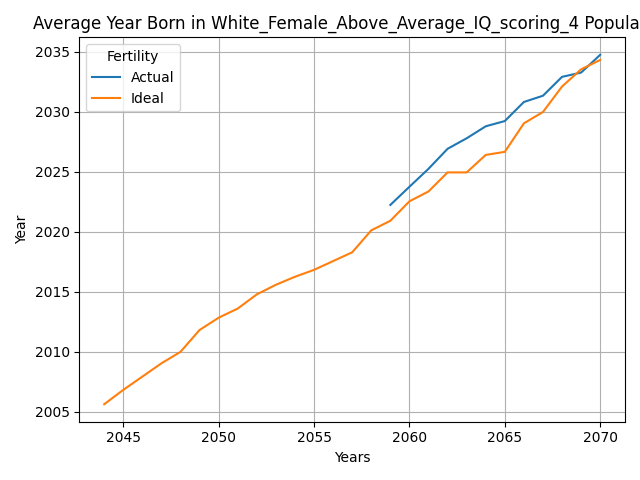 Average Year Born in White_Female_Above_Average_IQ_scoring_4 Popula
Fertility
Actual
Ideal
2035
2030
2025
2020
2015
2010
2005
Year
2045 2050 2055 2060 2065 2070
Years